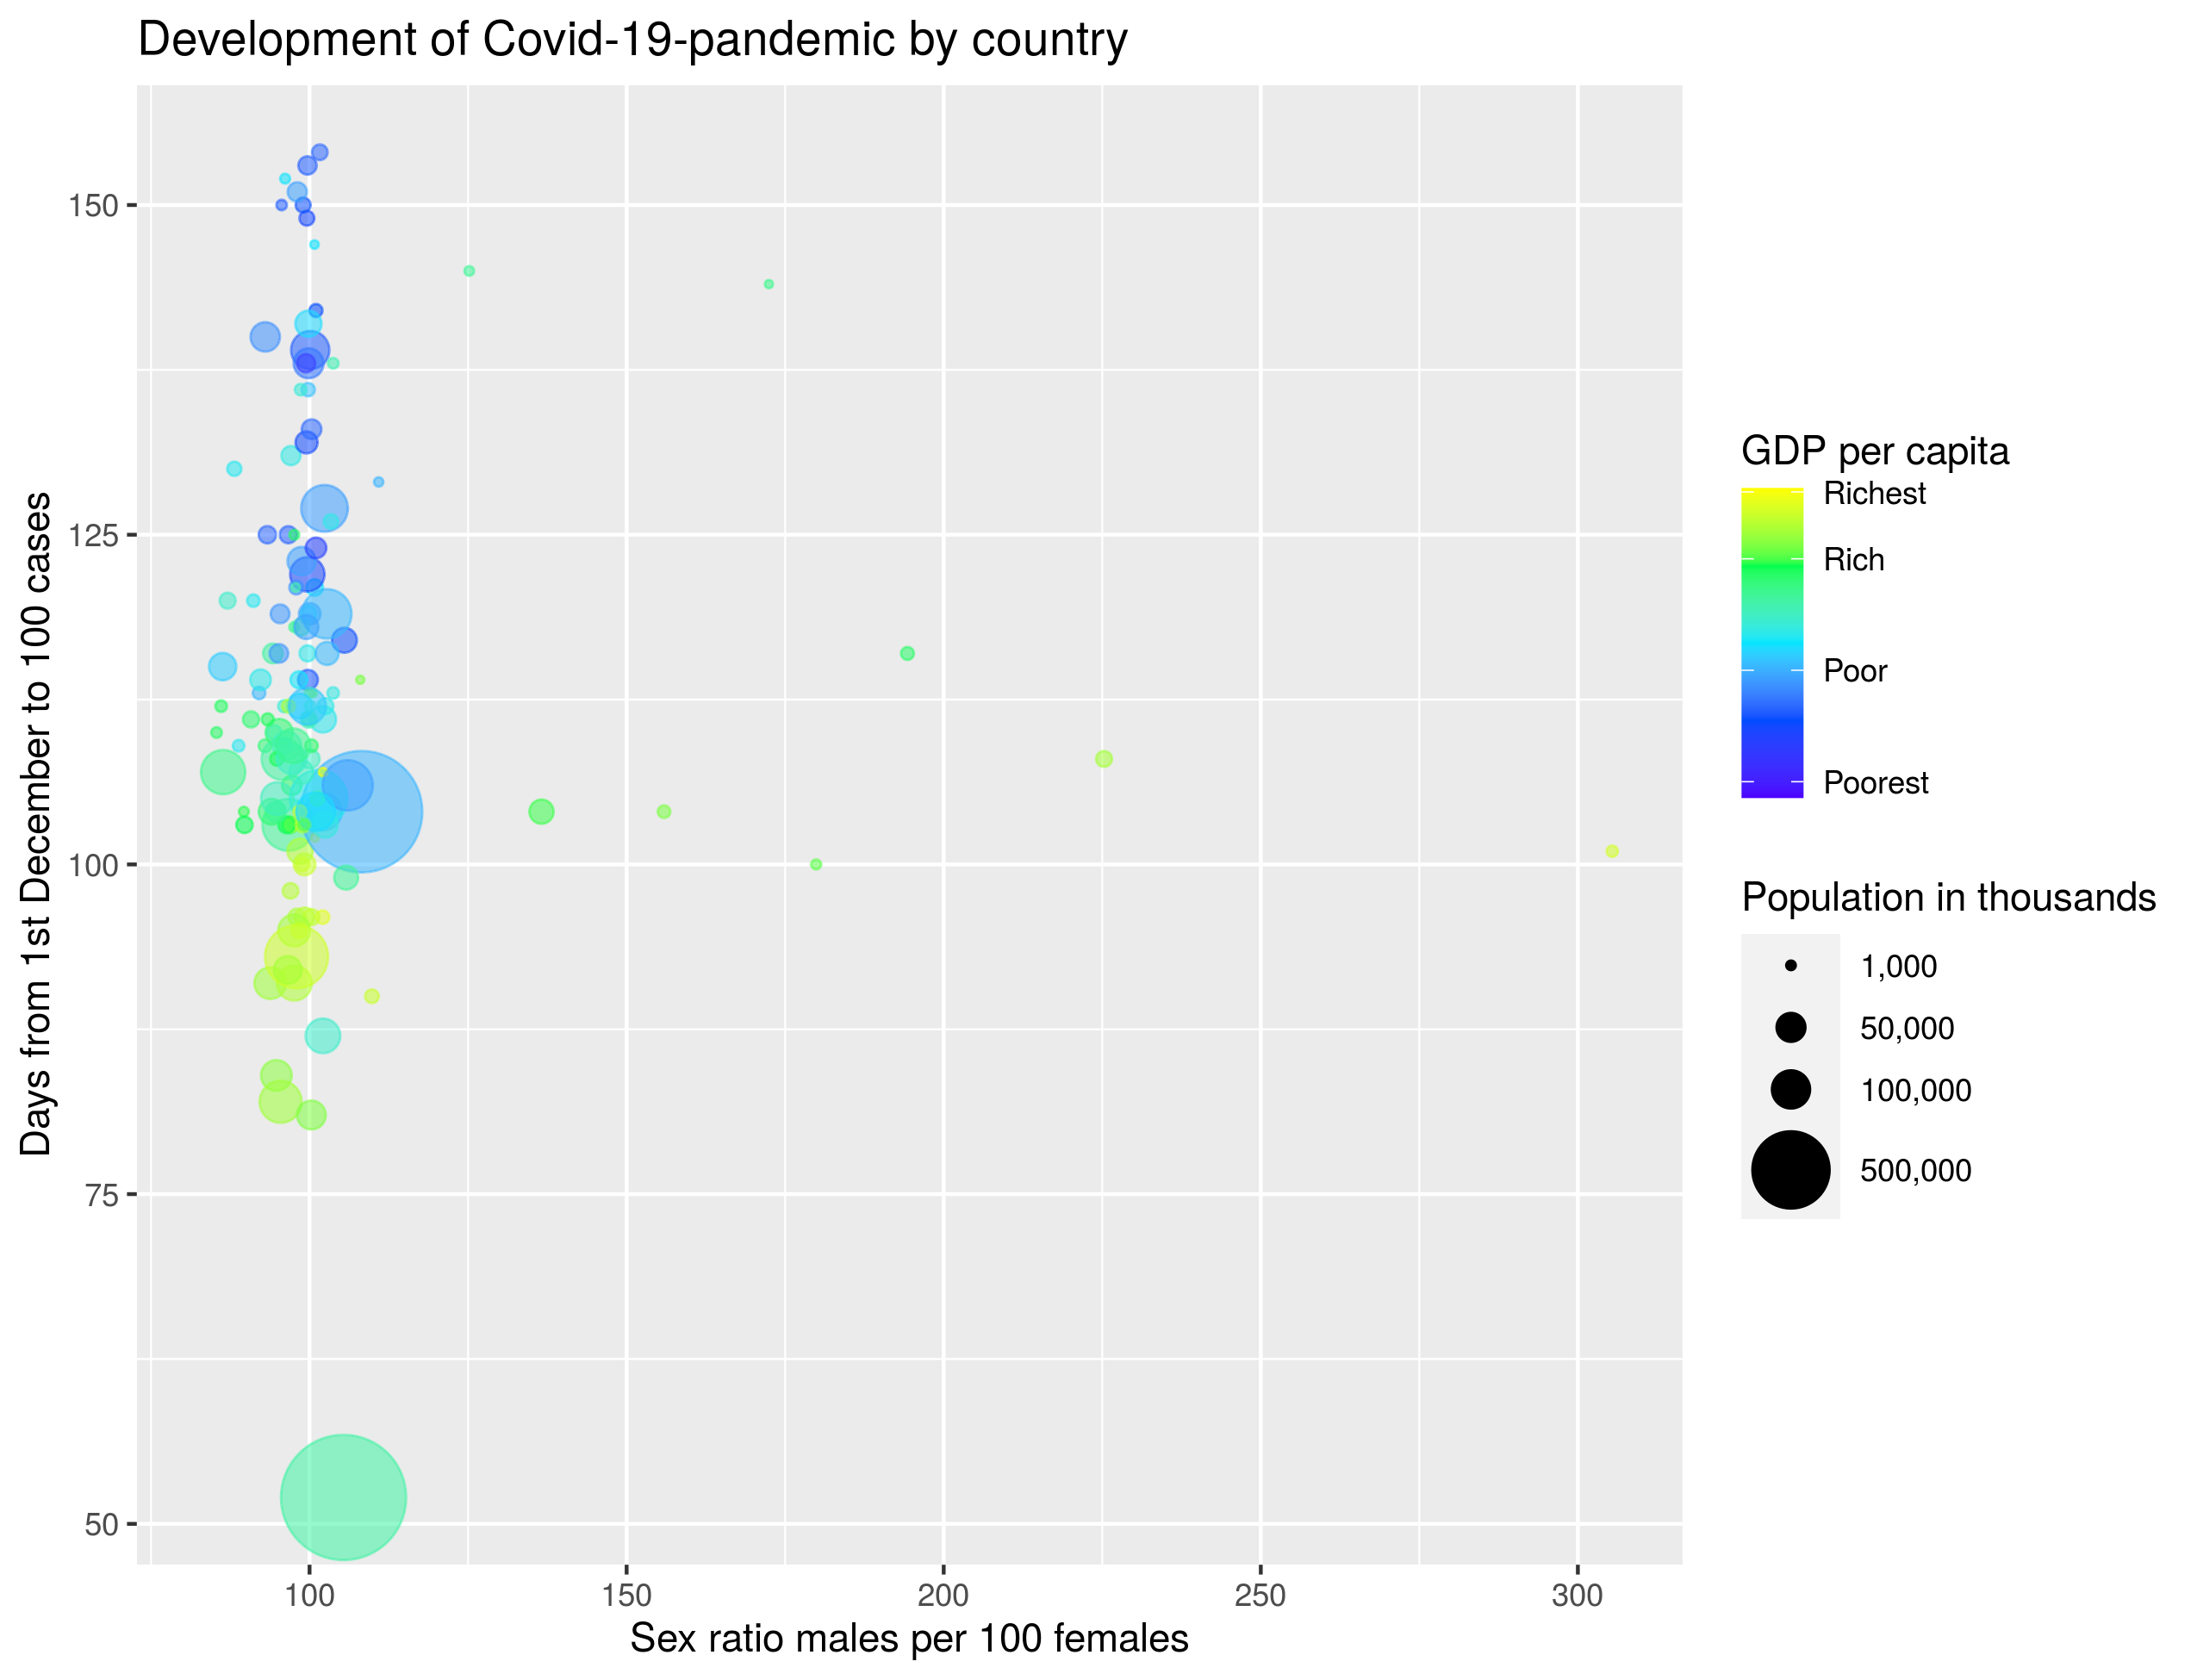 Development of Covid-19-pandemic by country
Days from 1st December to 100 cases
150
125
100
75
50
100
150
200
250
300
Sex ratio males per 100 females
GDP per capita
Richest
Rich
Poor
Poorest
Population in thousands
1,000
50,000
100,000
500,000